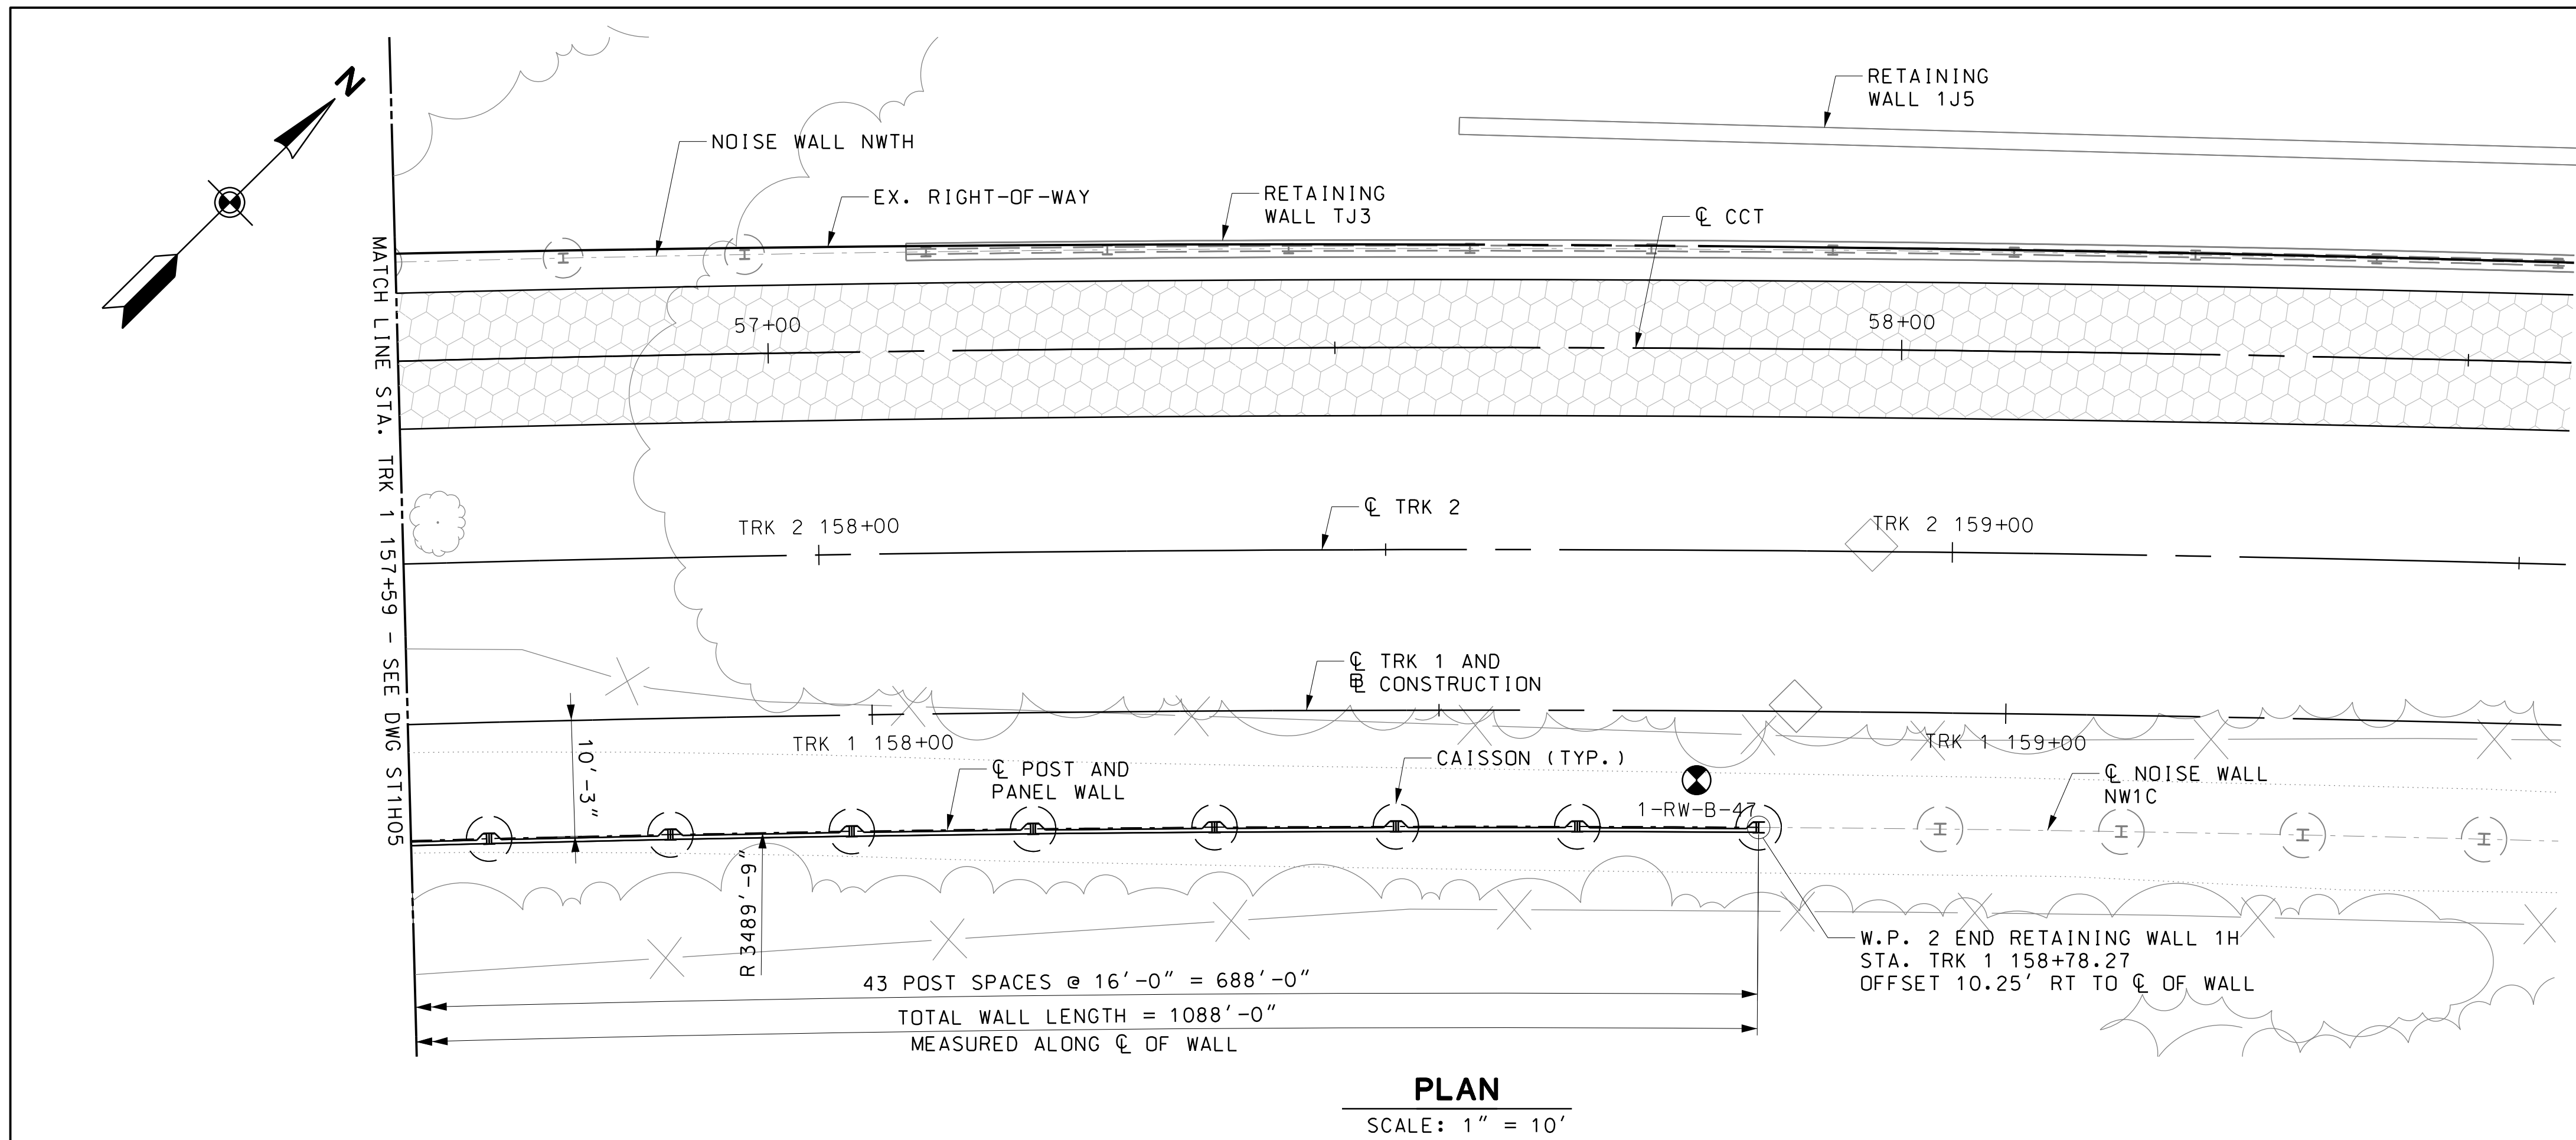 N
RETAINING
WALL 1J5
NOISE WALL NWTH
EX. RIGHT-OF-WAY
RETAINING
WALL TJ3
℄ CCT
57+00
58+00
MATCH LINE STA. TRK 1 157+59 - SEE DWG ST1H05
℄ TRK 2
TRK 2 158+00
TRK 2 159+00
℄ TRK 1 AND
BL CONSTRUCTION
TRK 1 158+00
TRK 1 159+00
10'-3"
℄ POST AND
PANEL WALL
CAISSON (TYP.)
℄ NOISE WALL
NW1C
1-RW-B-47
R 3489'-9"
W.P. 2 END RETAINING WALL 1H
STA. TRK 1 158+78.27
OFFSET 10.25' RT TO ℄ OF WALL
43 POST SPACES @ 16'-0" = 688'-0"
TOTAL WALL LENGTH = 1088'-0"
MEASURED ALONG ℄ OF WALL
PLAN
SCALE: 1" = 10'